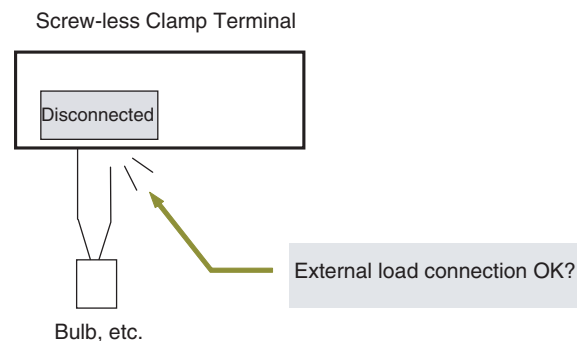 Screw-less Clamp Terminal
Disconnected
External load connection OK?
Bulb, etc.